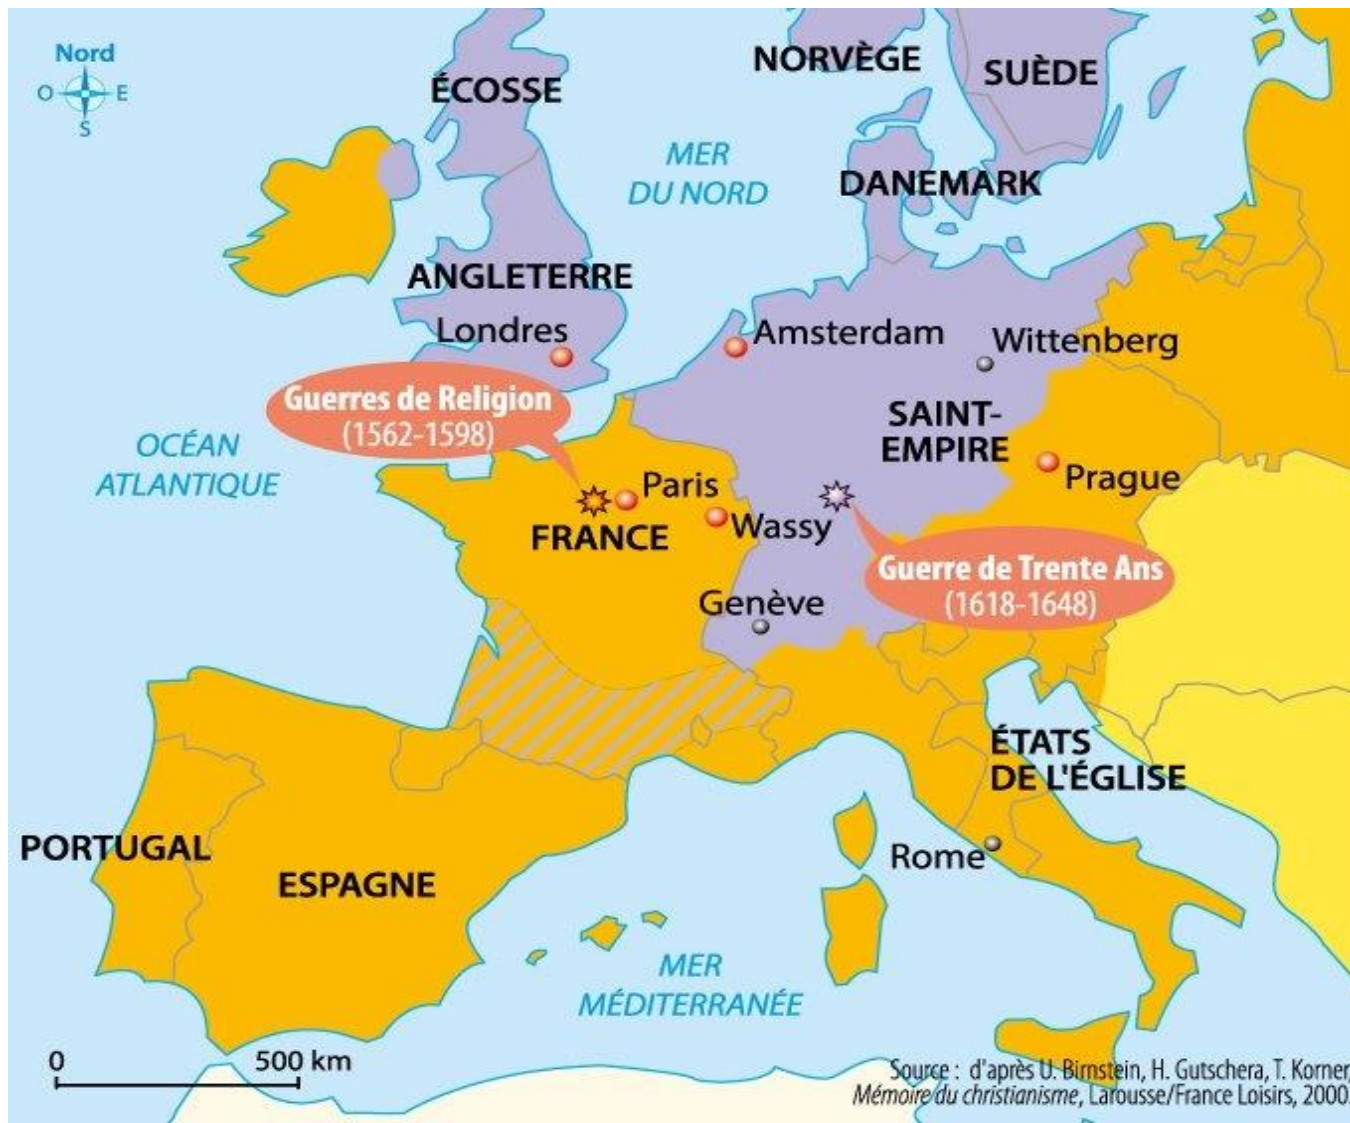 Nord
O
E
S
ÉCOSSE
NORVÈGE
SUÈDE
MER
DU NORD
DANEMARK
ANGLETERRE
Londres
Amsterdam
Wittenberg
Guerres de Religion
(1562-1598)
SAINT-
EMPIRE
OCÉAN
ATLANTIQUE
Paris
Prague
Wassy
FRANCE
Guerre de Trente Ans
(1618-1648)
Genève
ÉTATS
DE L'ÉGLISE
PORTUGAL
ESPAGNE
Rome
MER
MÉDITERRANÉE
0
500 km
Source : d'après U. Birnstein, H. Gutschera, T. Korner,
Mémoire du christianisme, Larousse/France Loisirs, 2000.